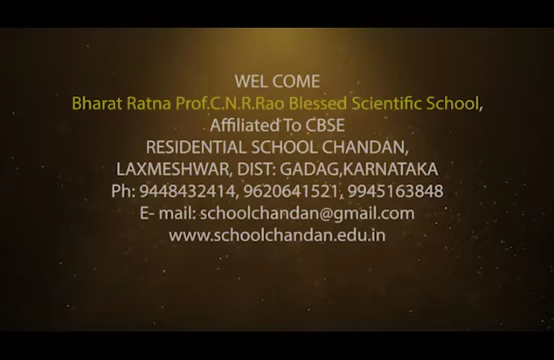 WEL COME
Bharat Ratna Prof.C.N.R.Rao Blessed Scientific School,
Affiliated To CBSE
RESIDENTIAL SCHOOL CHANDAN,
LAXMESHWAR, DIST: GADAG,KARNATAKA
Ph: 9448432414, 9620641521, 9945163848
E- mail: schoolchandan@gmail.com
www.schoolchandan.edu.in